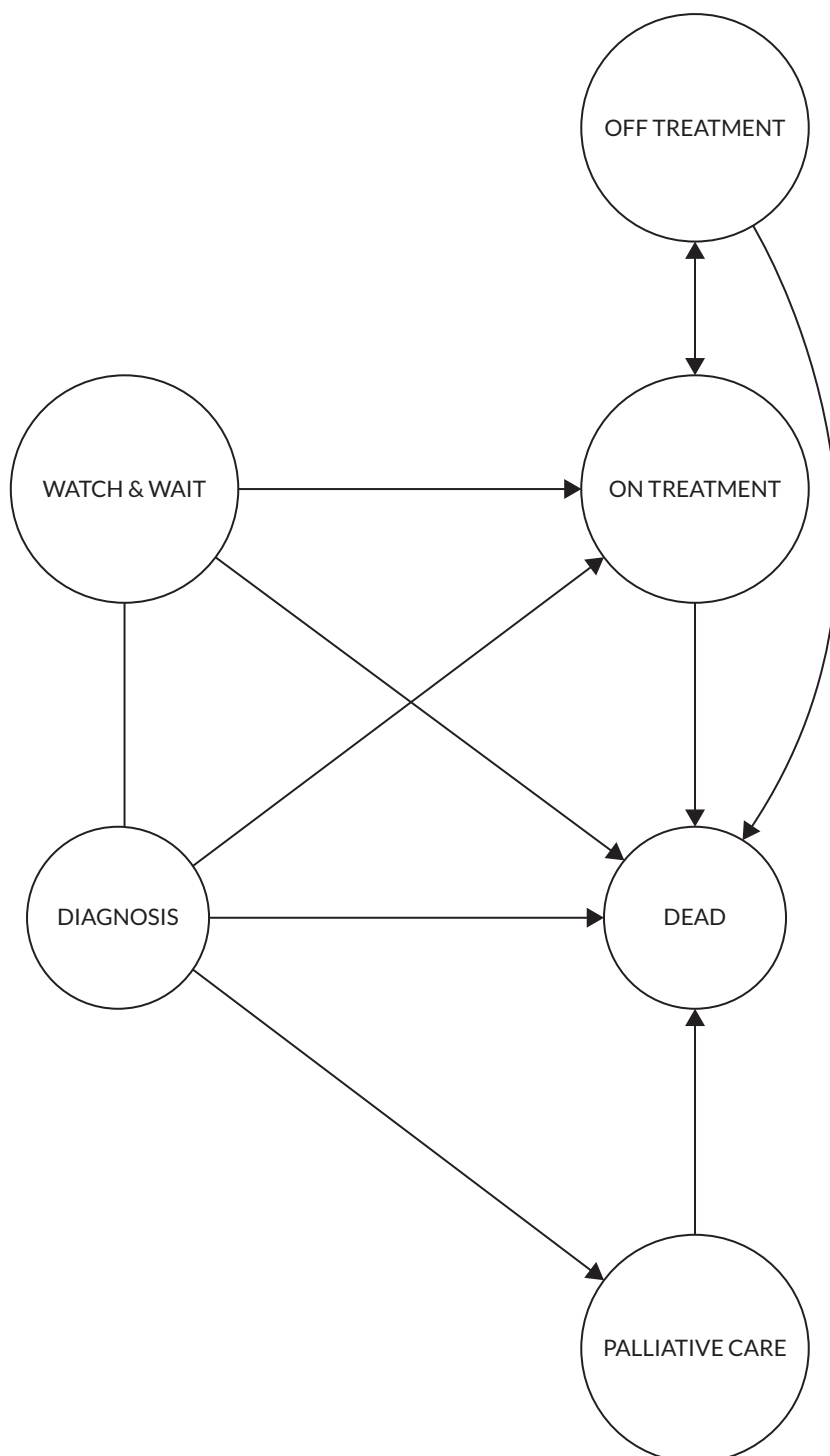 OFF TREATMENT
WATCH & WAIT
ON TREATMENT
DIAGNOSIS
DEAD
PALLIATIVE CARE